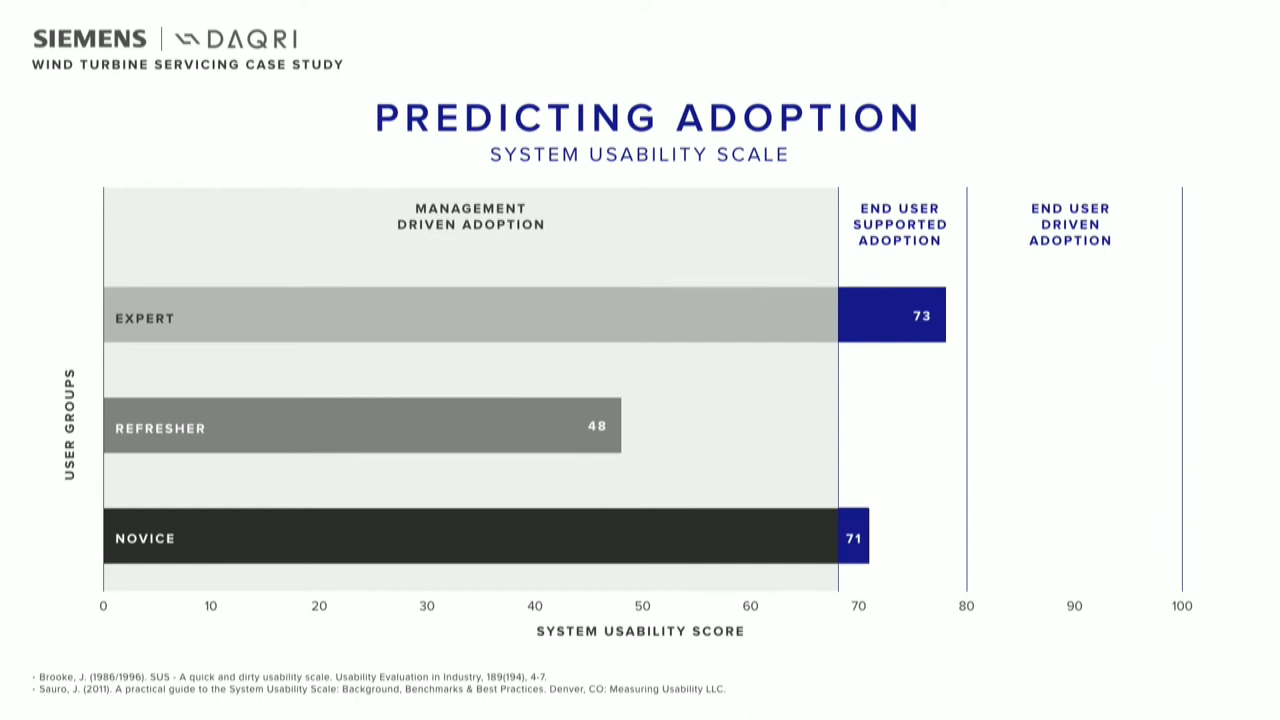 SIEMENS | DAQRI
WIND TURBINE SERVICING CASE STUDY
PREDICTING ADOPTION
SYSTEM USABILITY SCALE
MANAGEMENT
DRIVEN ADOPTION
END USER
SUPPORTED
ADOPTION
END USER
DRIVEN
ADOPTION
USER GROUPS
EXPERT 73
REFRESHER 48
NOVICE 71
0 10 20 30 40 50 60 70 80 90 100
SYSTEM USABILITY SCORE
• Brooke, J. (1986/1996). SUS - A quick and dirty usability scale. Usability Evaluation in Industry, 189(194), 4-7.
• Sauro, J. (2011). A practical guide to the System Usability Scale: Background, Benchmarks & Best Practices. Denver, CO: Measuring Usability LLC.